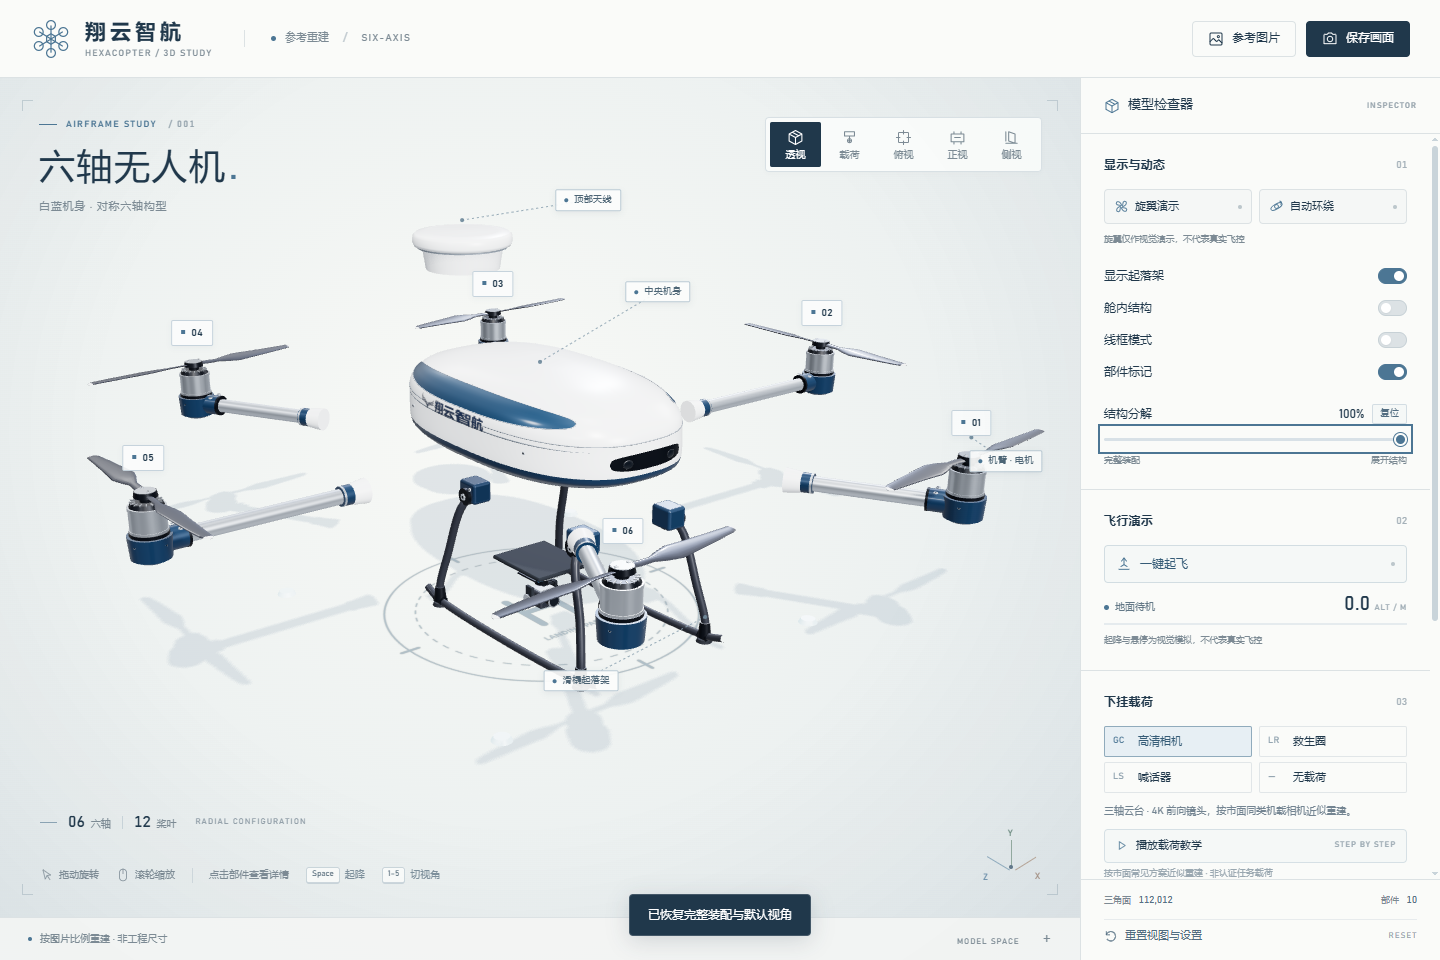 翔云智航
HEXACOPTER / 3D STUDY
参考重建 / SIX-AXIS
参考图片
保存画面
AIRFRAME STUDY / 001
六轴无人机.
白蓝机身 · 对称六轴构型
透视
载荷
俯视
正视
侧视
顶部天线
03
中央机身
02
04
01
机臂 · 电机
05
06
翔云智航
滑橇起落架
06 六轴
12 桨叶
RADIAL CONFIGURATION
拖动旋转
滚轮缩放
点击部件查看详情
Space 起降
1-5 切视角
Y
Z
X
按图片比例重建 · 非工程尺寸
已恢复完整装配与默认视角
MODEL SPACE +
模型检查器
INSPECTOR
显示与动态 01
旋翼演示
自动环绕
旋翼仅作视觉演示，不代表真实飞控
显示起落架
舱内结构
线框模式
部件标记
结构分解 100% 复位
完整装配 展开结构
飞行演示 02
一键起飞
地面待机 0.0 ALT / M
起降与悬停为视觉模拟，不代表真实飞控
下挂载荷 03
GC 高清相机
LR 救生圈
LS 喊话器
— 无载荷
三轴云台 · 4K 前向镜头，按市面同类机载相机近似重建。
播放载荷教学 STEP BY STEP
按市面常见方案近似重建 · 非认证任务载荷
三角面 112,012 部件 10
重置视图与设置 RESET